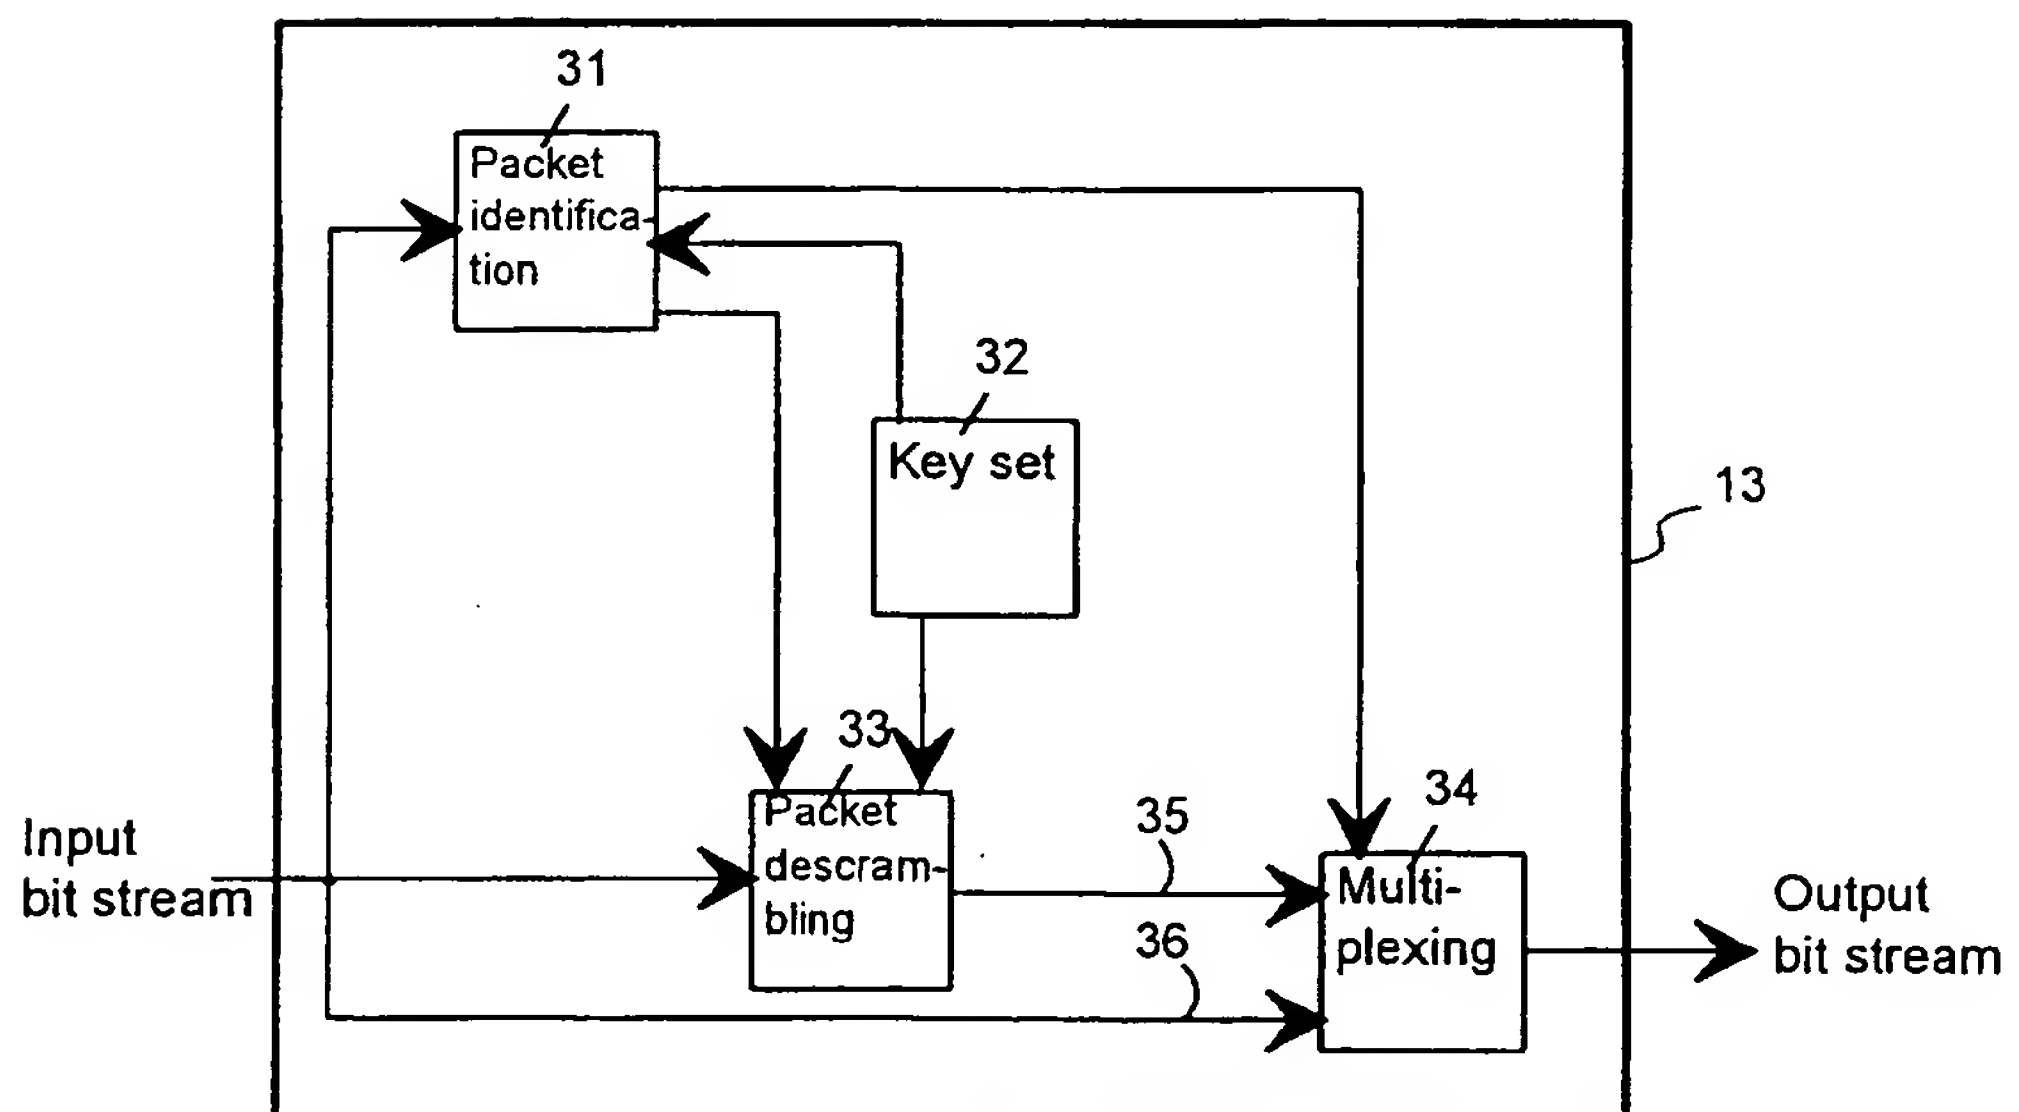 31
Packet
identifica-
tion
32
Key set
13
33
Packet
descram-
bling
Input
bit stream
35
36
34
Multi-
plexing
Output
bit stream